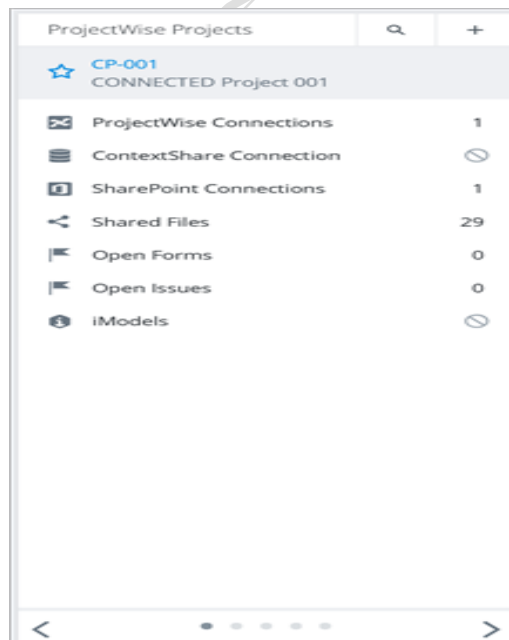 ProjectWise Projects
CP-001
CONNECTED Project 001
ProjectWise Connections 1
ContextShare Connection
SharePoint Connections 1
Shared Files 29
Open Forms 0
Open Issues 0
iModels